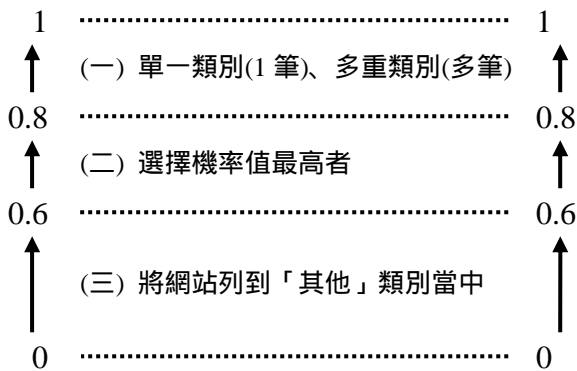 1 1
(一) 單一類別(1 筆)、多重類別(多筆)
0.8 0.8
(二) 選擇機率值最高者
0.6 0.6
(三) 將網站列到「其他」類別當中
0 0